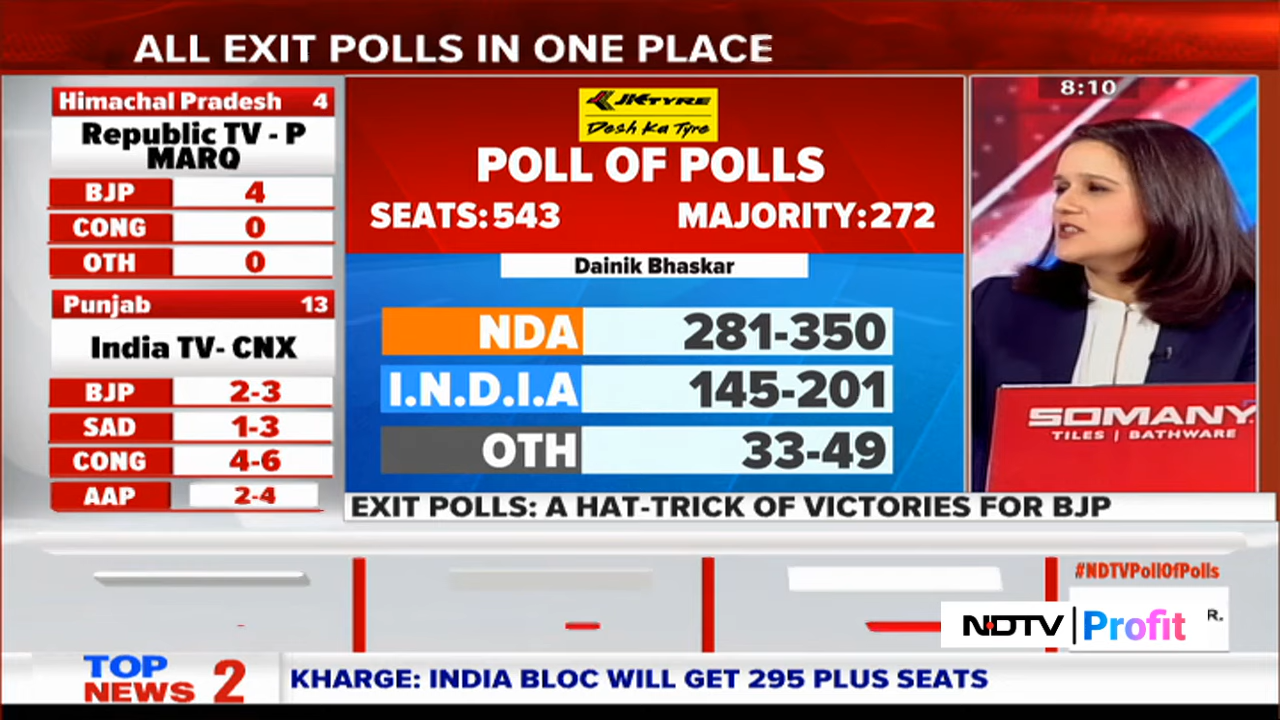 ALL EXIT POLLS IN ONE PLACE
Himachal Pradesh 4
Republic TV - P
MARQ
BJP 4
CONG 0
OTH 0
Punjab 13
India TV- CNX
BJP 2-3
SAD 1-3
CONG 4-6
AAP 2-4
JK TYRE
Desh Ka Tyre
POLL OF POLLS
SEATS:543 MAJORITY:272
Dainik Bhaskar
NDA 281-350
I.N.D.I.A 145-201
OTH 33-49
EXIT POLLS: A HAT-TRICK OF VICTORIES FOR BJP
8:10
SOMANY
TILES | BATHWARE
#NDTVPollOfPolls
R.
NDTV Profit
TOP
NEWS 2
KHARGE: INDIA BLOC WILL GET 295 PLUS SEATS